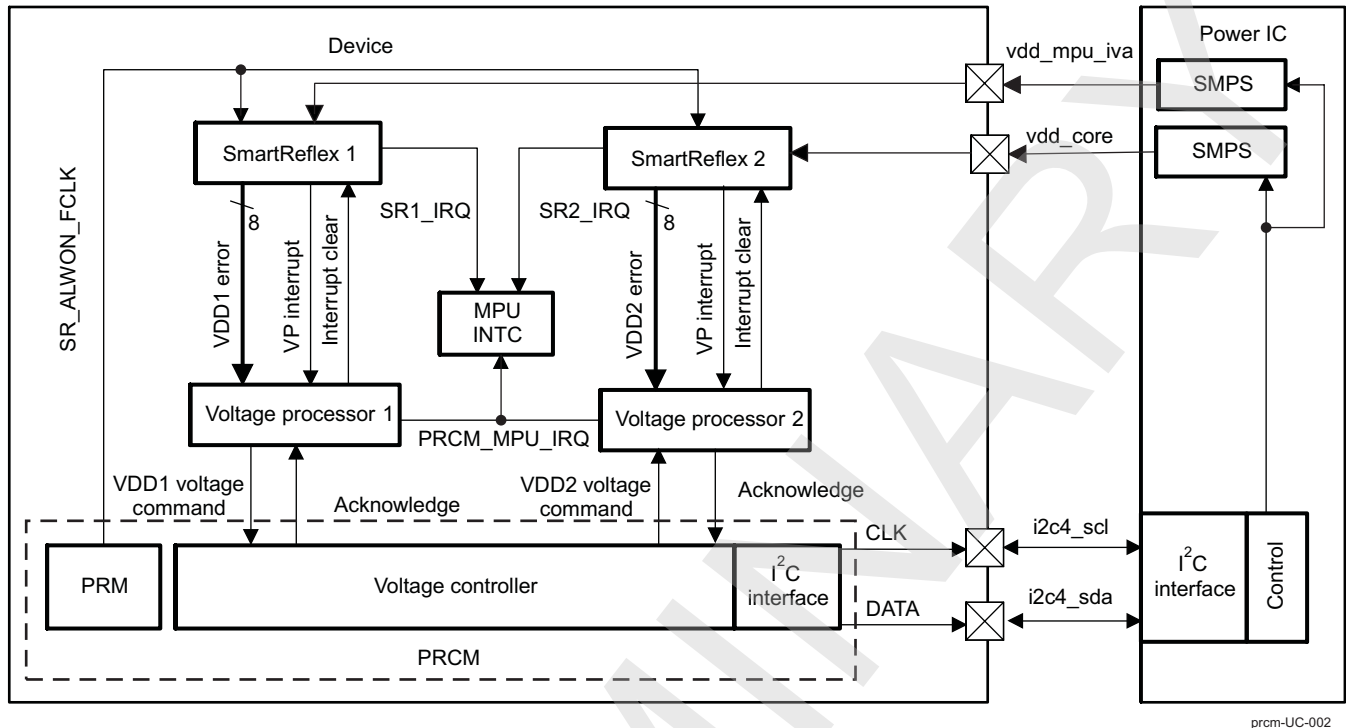 Device
Power IC
vdd_mpu_iva
SMPS
vdd_core
SMPS
SmartReflex 1
SmartReflex 2
SR_ALWON_FCLK
8
VDD1 error
VP interrupt
Interrupt clear
SR1_IRQ
SR2_IRQ
8
VDD2 error
VP interrupt
Interrupt clear
MPU
INTC
Voltage processor 1
Voltage processor 2
PRCM_MPU_IRQ
VDD1 voltage
command
Acknowledge
VDD2 voltage
command
Acknowledge
CLK
i2c4_scl
PRM
Voltage controller
I2C
interface
DATA
i2c4_sda
I2C
interface
Control
PRCM
prcm-UC-002
MINARY